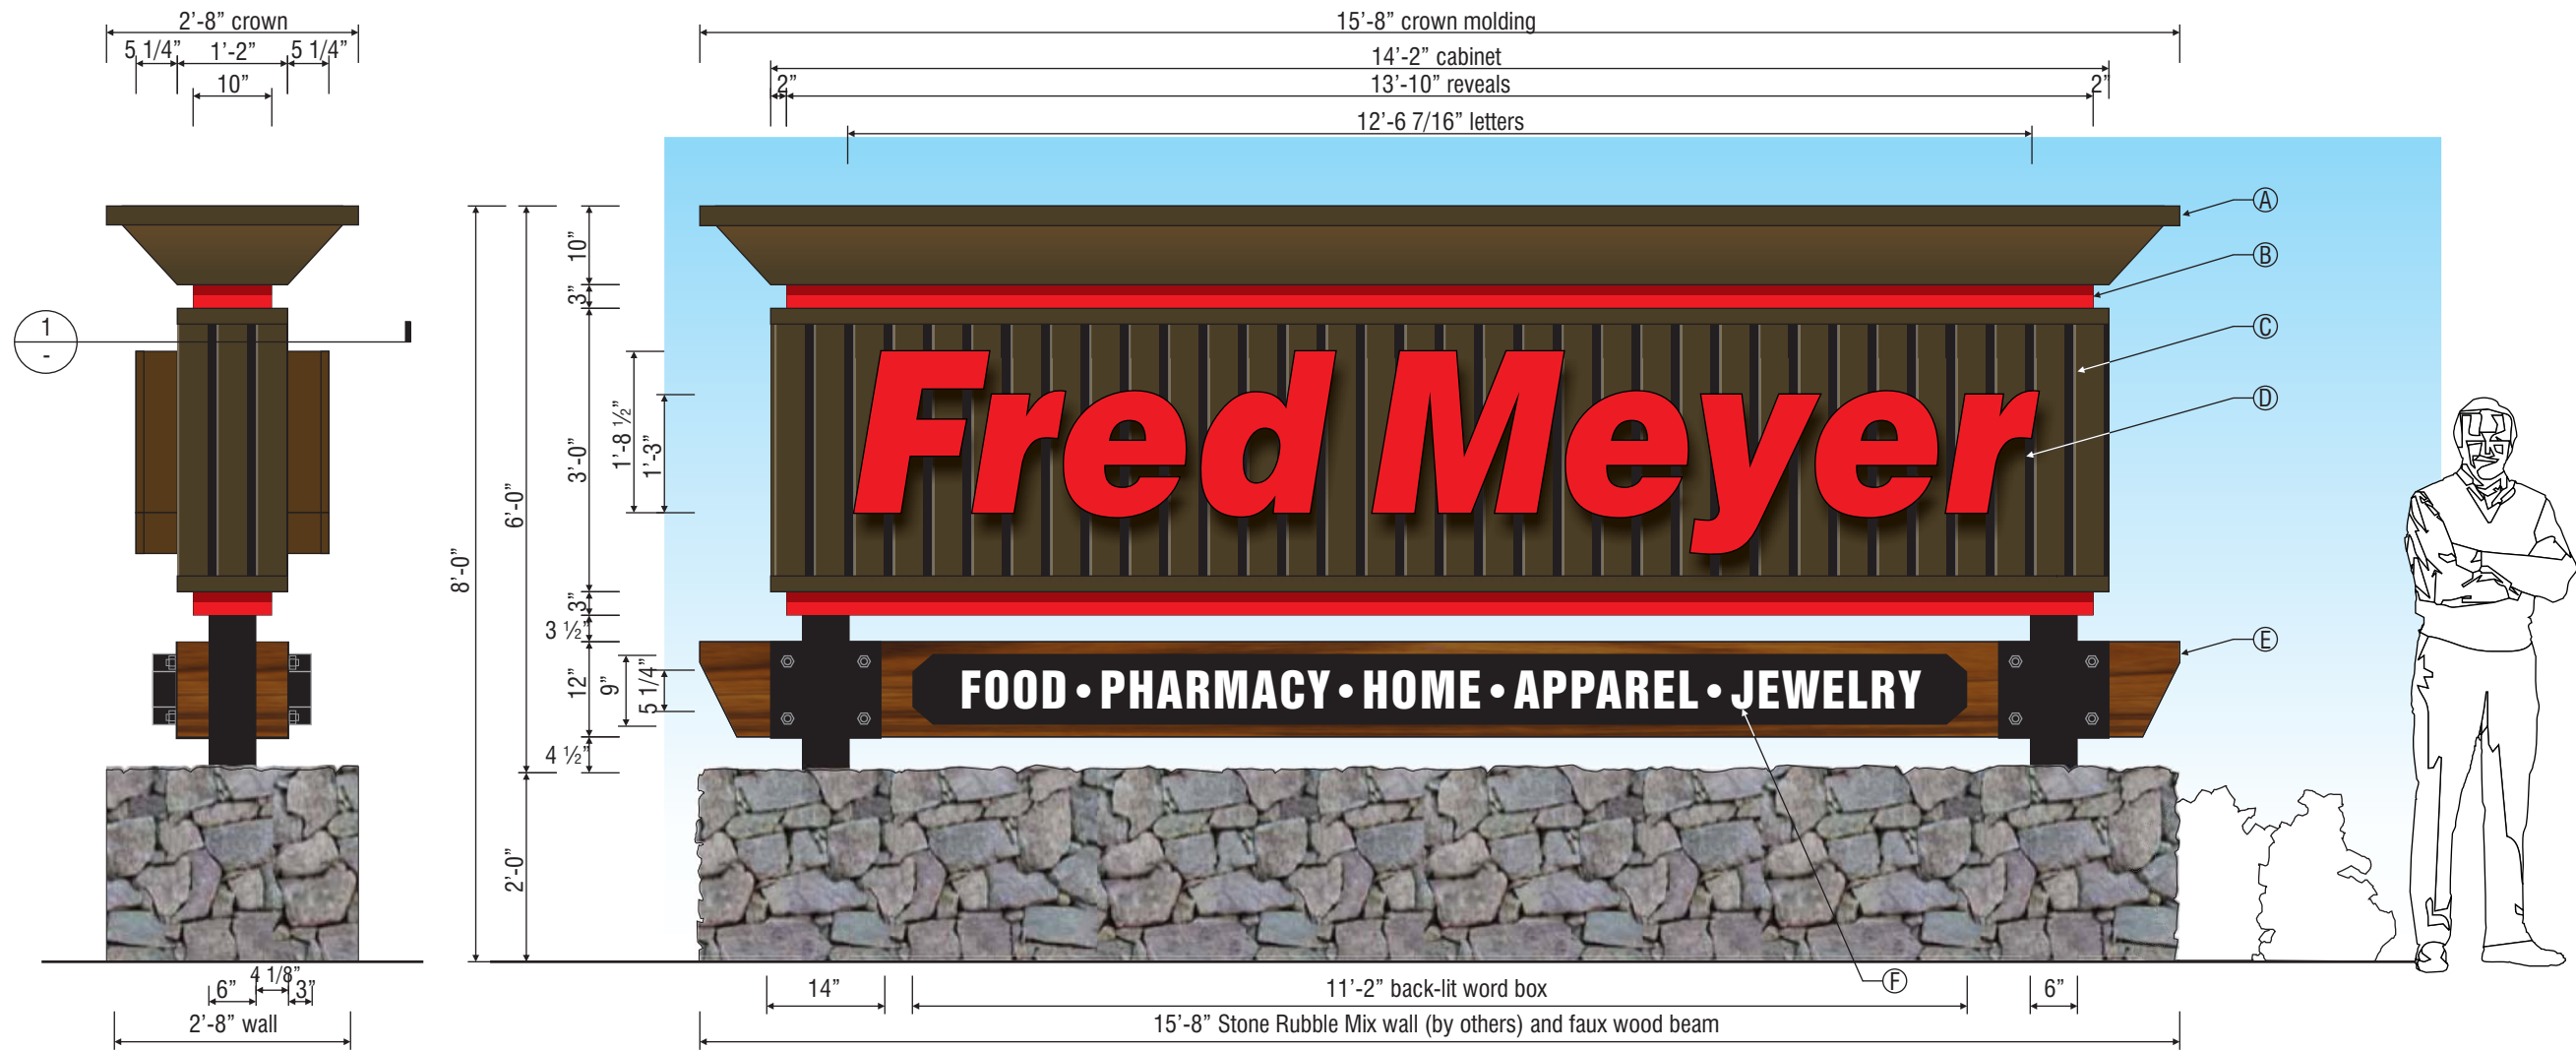 2’-8” crown
5 1/4” 1’-2” 5 1/4”
10”
15’-8” crown molding
14’-2” cabinet
2” 13’-10” reveals 2”
12’-6 7/16” letters
A
B
C
D
E
F
1
-
10”
3”
3’-0”
3”
3 ½”
12”
4 ½”
1’-8 ½”
1’-3”
9”
5 1/4”
6’-0”
8’-0”
2’-0”
Fred Meyer
FOOD • PHARMACY • HOME • APPAREL • JEWELRY
6” 4 1/8” 3”
2’-8” wall
14” 11’-2” back-lit word box 6”
15’-8” Stone Rubble Mix wall (by others) and faux wood beam